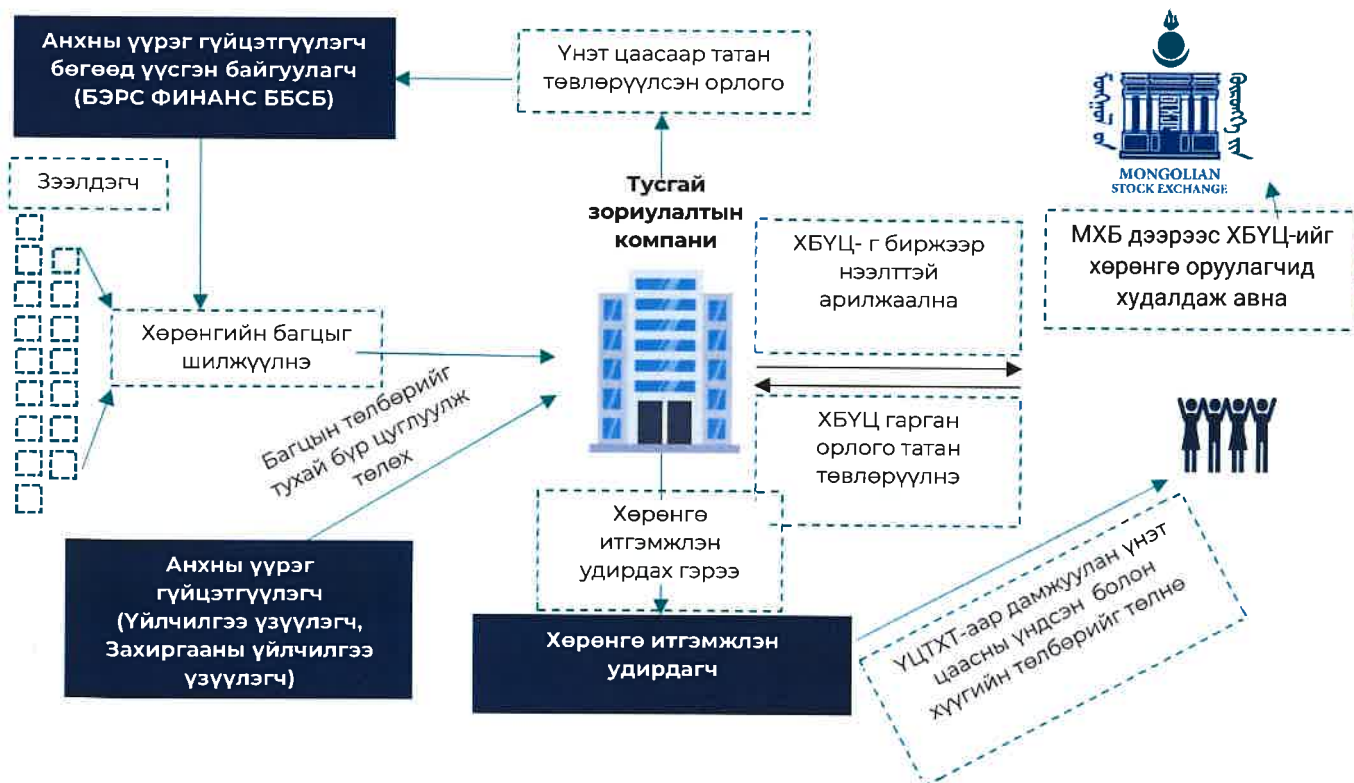 Анхны үүрэг гүйцэтгүүлэгч
бөгөөд үүсгэн байгуулагч
(БЭРС ФИНАНС ББСБ)
Үнэт цаасаар татан
төвлөрүүлсэн орлого
MONGOLIAN
STOCK EXCHANGE
Зээлдэгч
Тусгай
зориулалтын
компани
ХБҮЦ- г биржээр
нээлттэй
арилжаална
МХБ дээрээс ХБҮЦ-ийг
хөрөнгө оруулагчид
худалдаж авна
Хөрөнгийн багцыг
шилжүүлнэ
Багцын төлбөрийг
тухай бүр цуглуулж
төлөх
ХБҮЦ гарган
орлого татан
төвлөрүүлнэ
Хөрөнгө
итгэмжлэн
удирдах гэрээ
Анхны үүрэг
гүйцэтгүүлэгч
(Үйлчилгээ үзүүлэгч,
Захиргааны үйлчилгээ
үзүүлэгч)
Хөрөнгө итгэмжлэн
удирдагч
ҮЦТХТ-аар дамжуулан үнэт
цаасны үндсэн болон
хүүгийн төлбөрийг төлнө